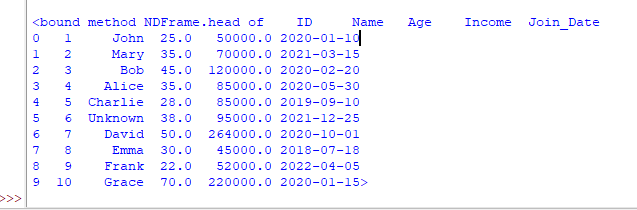 <bound method NDFrame.head of    ID     Name   Age    Income  Join_Date
0   1     John  25.0   50000.0 2020-01-10
1   2     Mary  35.0   70000.0 2021-03-15
2   3      Bob  45.0  120000.0 2020-02-20
3   4    Alice  35.0   85000.0 2020-05-30
4   5  Charlie  28.0   85000.0 2019-09-10
5   6  Unknown  38.0   95000.0 2021-12-25
6   7    David  50.0  264000.0 2020-10-01
7   8     Emma  30.0   45000.0 2018-07-18
8   9    Frank  22.0   52000.0 2022-04-05
9  10    Grace  70.0  220000.0 2020-01-15>
>>>